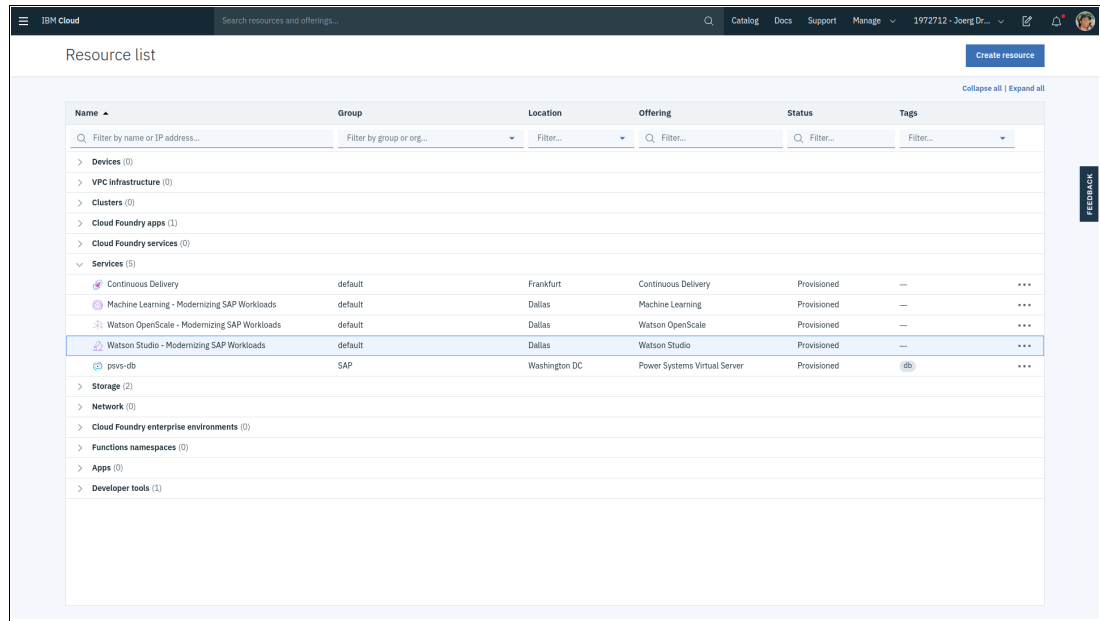 IBM Cloud Search resources and offerings... Catalog Docs Support Manage 1972712 - Joerg Dr...
Resource list Create resource
Collapse all | Expand all
Name Group Location Offering Status Tags
Filter by name or IP address... Filter by group or org... Filter... Filter... Filter... Filter...
Devices (0)
VPC infrastructure (0)
FEEDBACK
Clusters (0)
Cloud Foundry apps (1)
Cloud Foundry services (0)
Services (5)
Continuous Delivery default Frankfurt Continuous Delivery Provisioned —
Machine Learning - Modernizing SAP Workloads default Dallas Machine Learning Provisioned —
Watson OpenScale - Modernizing SAP Workloads default Dallas Watson OpenScale Provisioned —
Watson Studio - Modernizing SAP Workloads default Dallas Watson Studio Provisioned —
psvs-db SAP Washington DC Power Systems Virtual Server Provisioned db
Storage (2)
Network (0)
Cloud Foundry enterprise environments (0)
Functions namespaces (0)
Apps (0)
Developer tools (1)